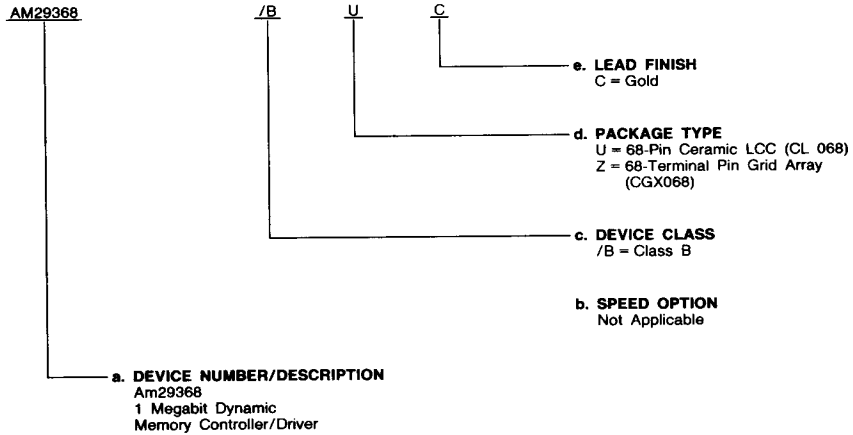 AM29368 /B U C
e. LEAD FINISH
C = Gold
d. PACKAGE TYPE
U = 68-Pin Ceramic LCC (CL 068)
Z = 68-Terminal Pin Grid Array
(CGX068)
c. DEVICE CLASS
/B = Class B
b. SPEED OPTION
Not Applicable
a. DEVICE NUMBER/DESCRIPTION
Am29368
1 Megabit Dynamic
Memory Controller/Driver